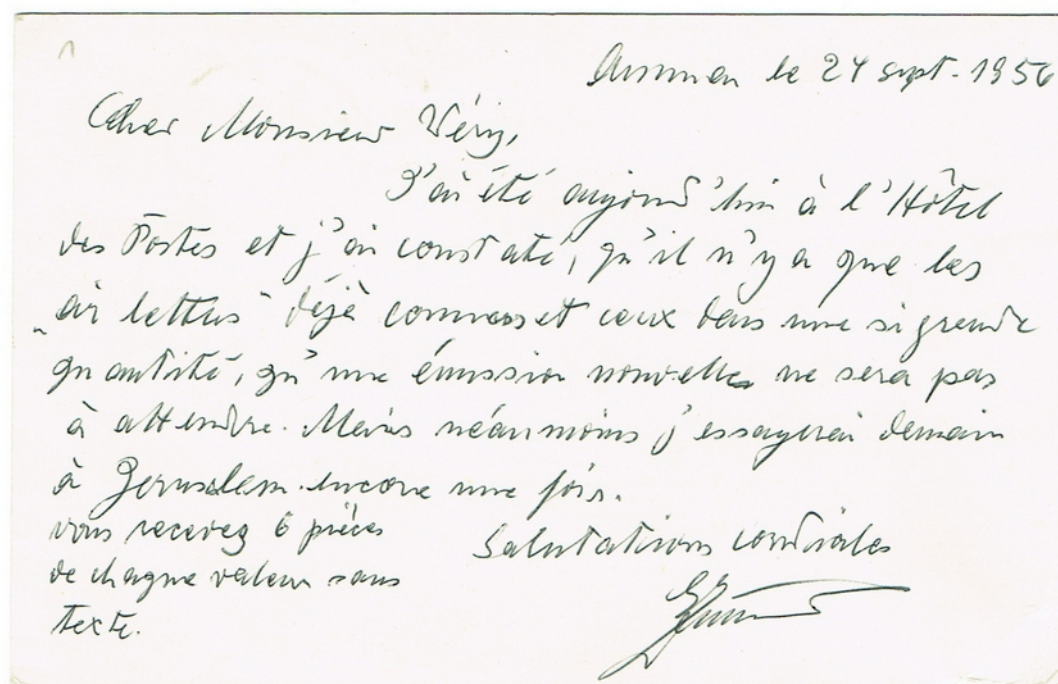 Amman le 24 sept. 1956
Cher Monsieur Véry,
J'ai été aujourd'hui à l'Hôtel
des Postes et j'ai constaté, qu'il n'y a que les
"air letters" déjà connus et ceux dans une si grande
quantité, qu'une émission nouvelle ne sera pas
à attendre. Mais néanmoins j'essayerai demain
à Jerusalem encore une fois.
vous recevez 6 pièces
de chaque valeur sans
texte.
Salutations cordiales